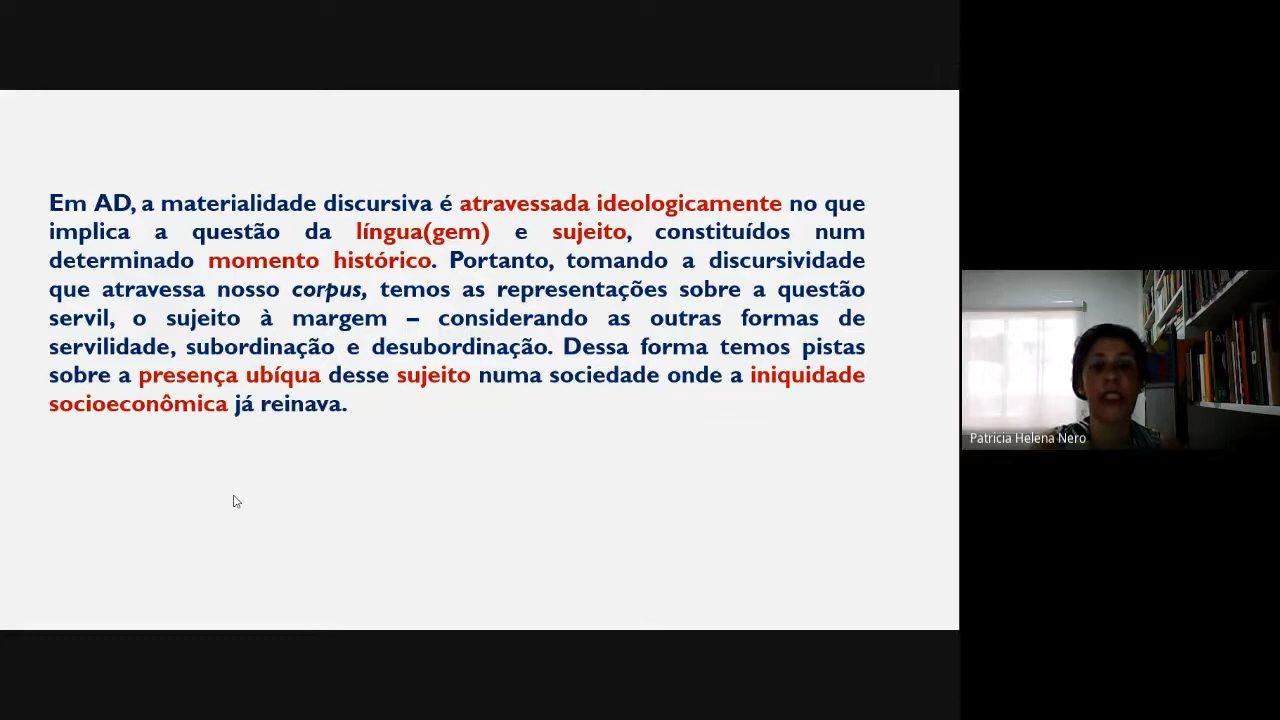 Em AD, a materialidade discursiva é atravessada ideologicamente no que
implica a questão da língua(gem) e sujeito, constituídos num
determinado momento histórico. Portanto, tomando a discursividade
que atravessa nosso corpus, temos as representações sobre a questão
servil, o sujeito à margem – considerando as outras formas de
servilidade, subordinação e desubordinação. Dessa forma temos pistas
sobre a presença ubíqua desse sujeito numa sociedade onde a iniquidade
socioeconômica já reinava.
Patricia Helena Nero